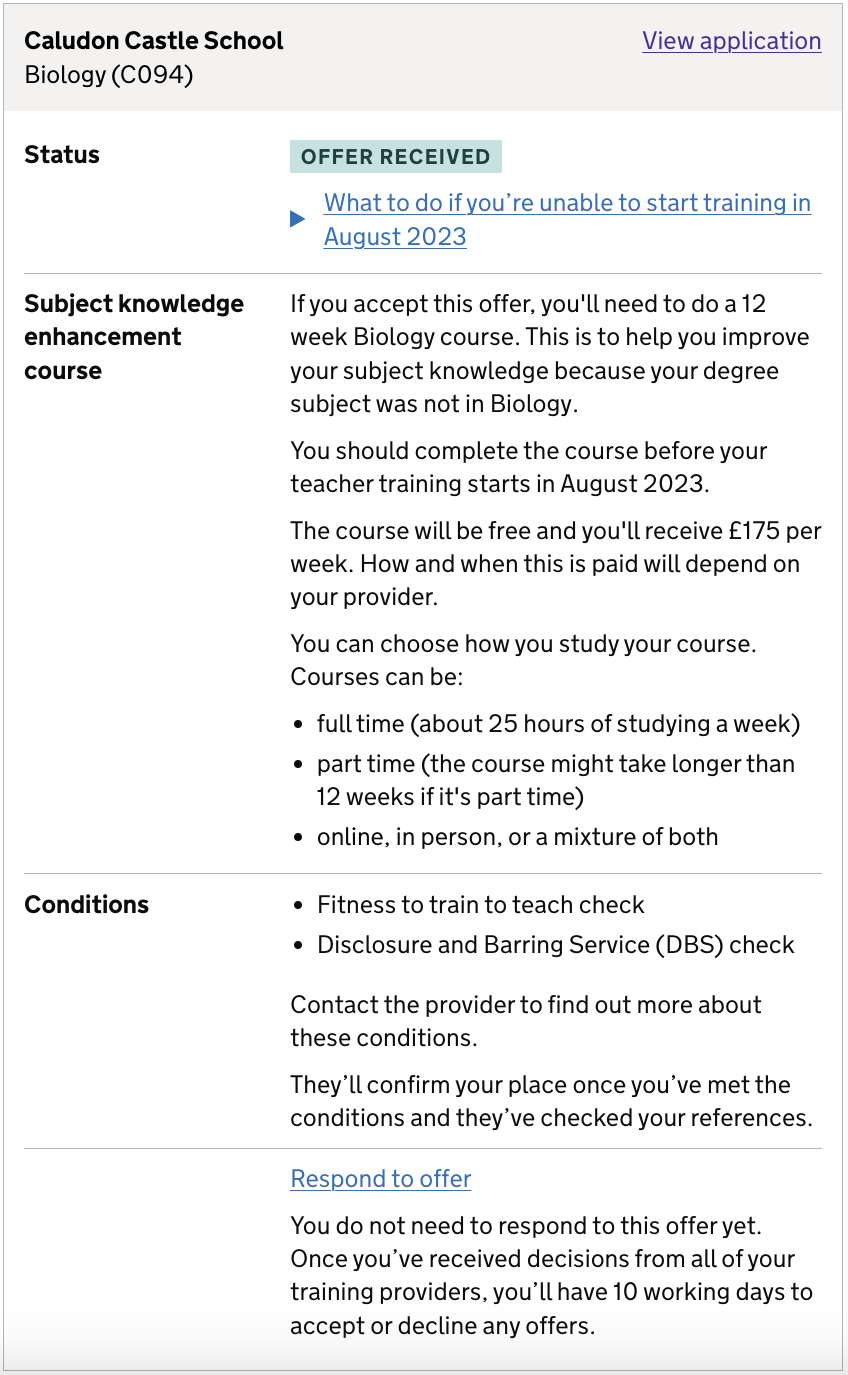 Caludon Castle School
View application
Biology (C094)
Status
OFFER RECEIVED
What to do if you’re unable to start training in
August 2023
Subject knowledge
enhancement
course
If you accept this offer, you'll need to do a 12
week Biology course. This is to help you improve
your subject knowledge because your degree
subject was not in Biology.
You should complete the course before your
teacher training starts in August 2023.
The course will be free and you'll receive £175 per
week. How and when this is paid will depend on
your provider.
You can choose how you study your course.
Courses can be:
• full time (about 25 hours of studying a week)
• part time (the course might take longer than
12 weeks if it's part time)
• online, in person, or a mixture of both
Conditions
• Fitness to train to teach check
• Disclosure and Barring Service (DBS) check
Contact the provider to find out more about
these conditions.
They’ll confirm your place once you’ve met the
conditions and they’ve checked your references.
Respond to offer
You do not need to respond to this offer yet.
Once you’ve received decisions from all of your
training providers, you’ll have 10 working days to
accept or decline any offers.